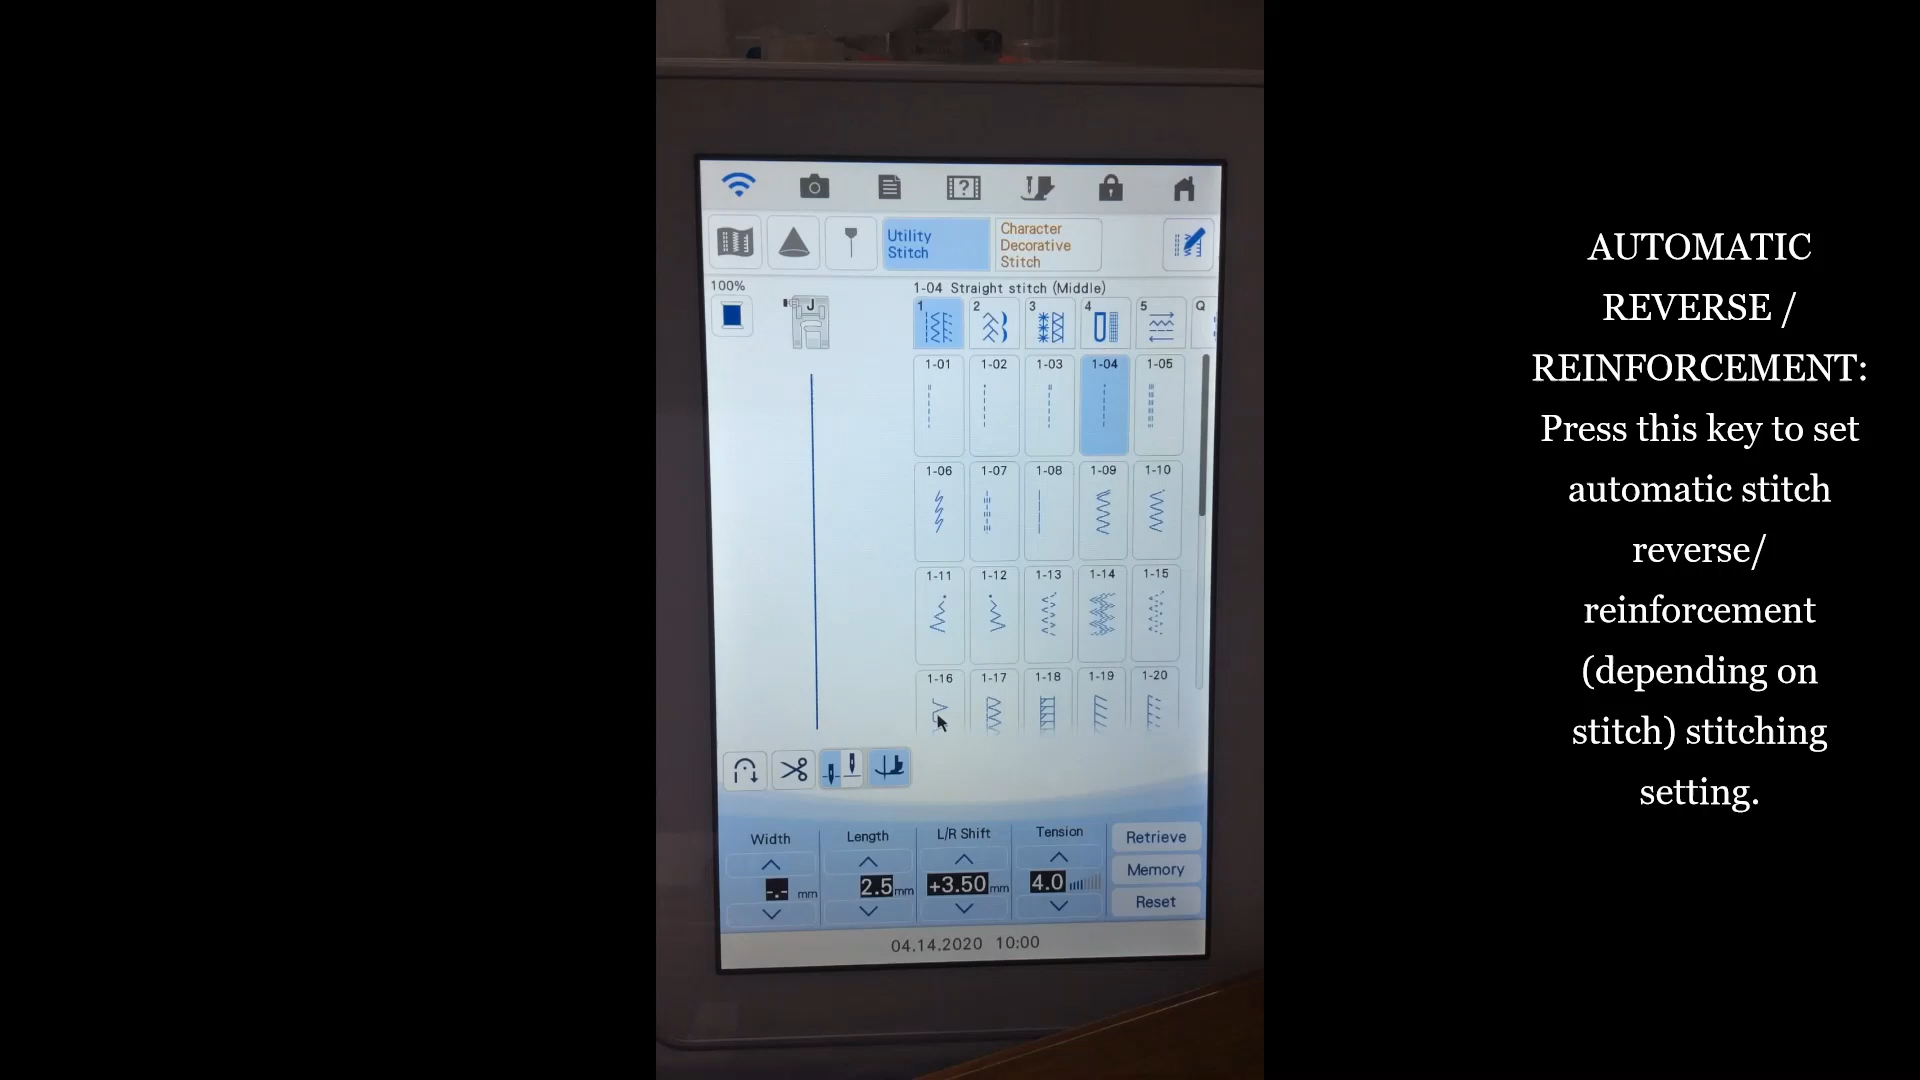 Utility
Stitch
Character
Decorative
Stitch
100%
J
1-04 Straight stitch (Middle)
1 2 3 4 5 Q
1-01 1-02 1-03 1-04 1-05
1-06 1-07 1-08 1-09 1-10
1-11 1-12 1-13 1-14 1-15
1-16 1-17 1-18 1-19 1-20
Width Length L/R Shift Tension
-.- mm 2.5 mm +3.50 mm 4.0
Retrieve
Memory
Reset
04.14.2020 10:00
AUTOMATIC
REVERSE /
REINFORCEMENT:
Press this key to set
automatic stitch
reverse/
reinforcement
(depending on
stitch) stitching
setting.